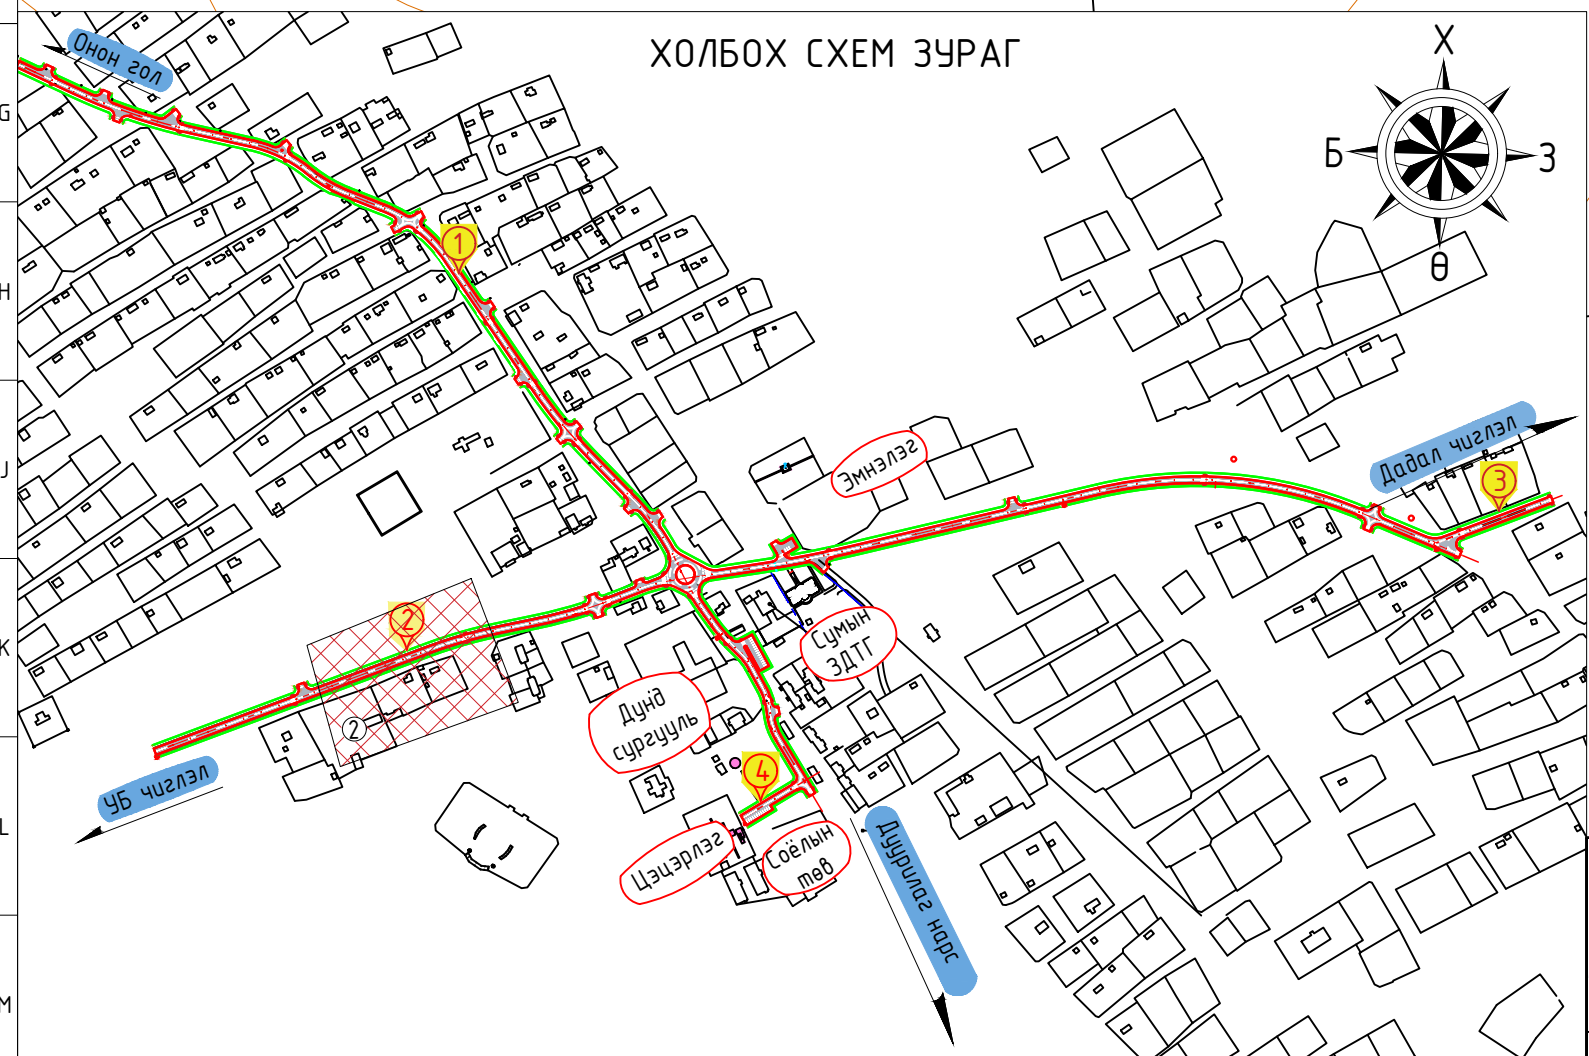 ХОЛБОХ СХЕМ ЗУРАГ
Х
Б
З
Ө
G
H
J
K
L
M
Онон гол
1
Эмнэлэг
Дадал чиглэл
3
2
2
Сумын
ЗДТГ
Дунд
сургууль
УБ чиглэл
4
Цэцэрлэг
Соёлын
төв
Дуурилаг нарс